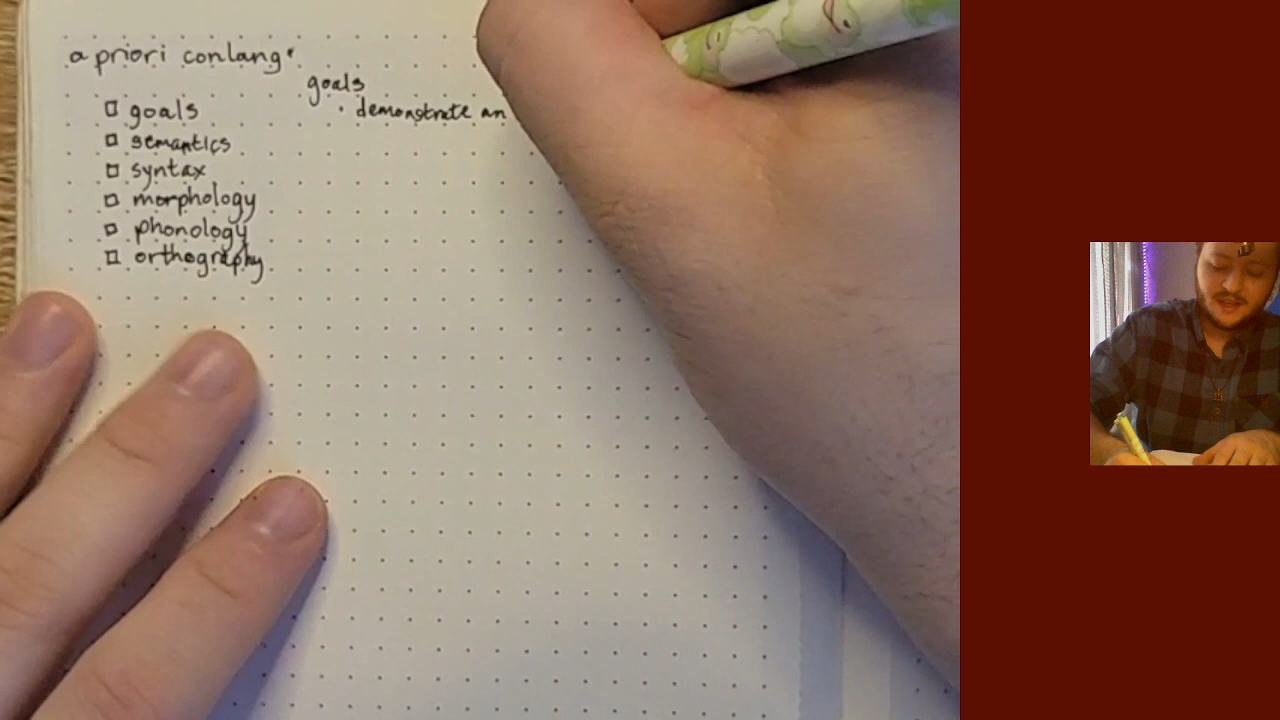 a priori conlang*
goals
• demonstrate an
□ goals
□ semantics
□ syntax
□ morphology
□ phonology
□ orthography